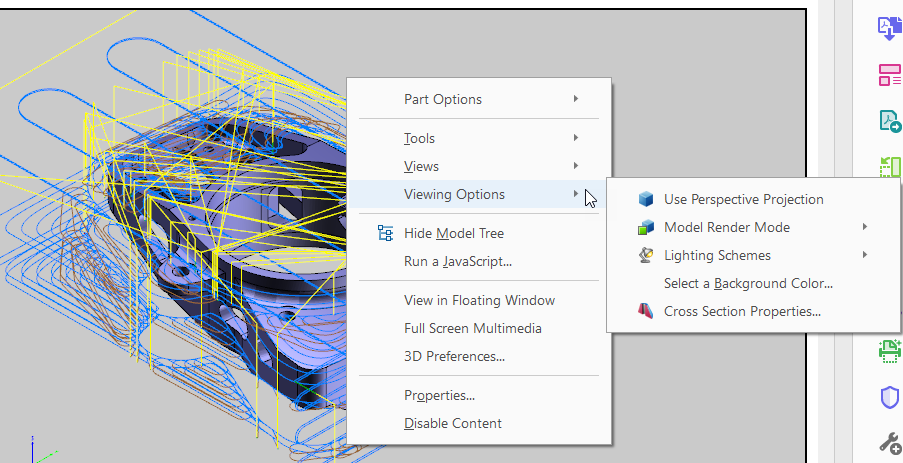 Part Options
Tools
Views
Viewing Options
Hide Model Tree
Run a JavaScript...
View in Floating Window
Full Screen Multimedia
3D Preferences...
Properties...
Disable Content
Use Perspective Projection
Model Render Mode
Lighting Schemes
Select a Background Color...
Cross Section Properties...